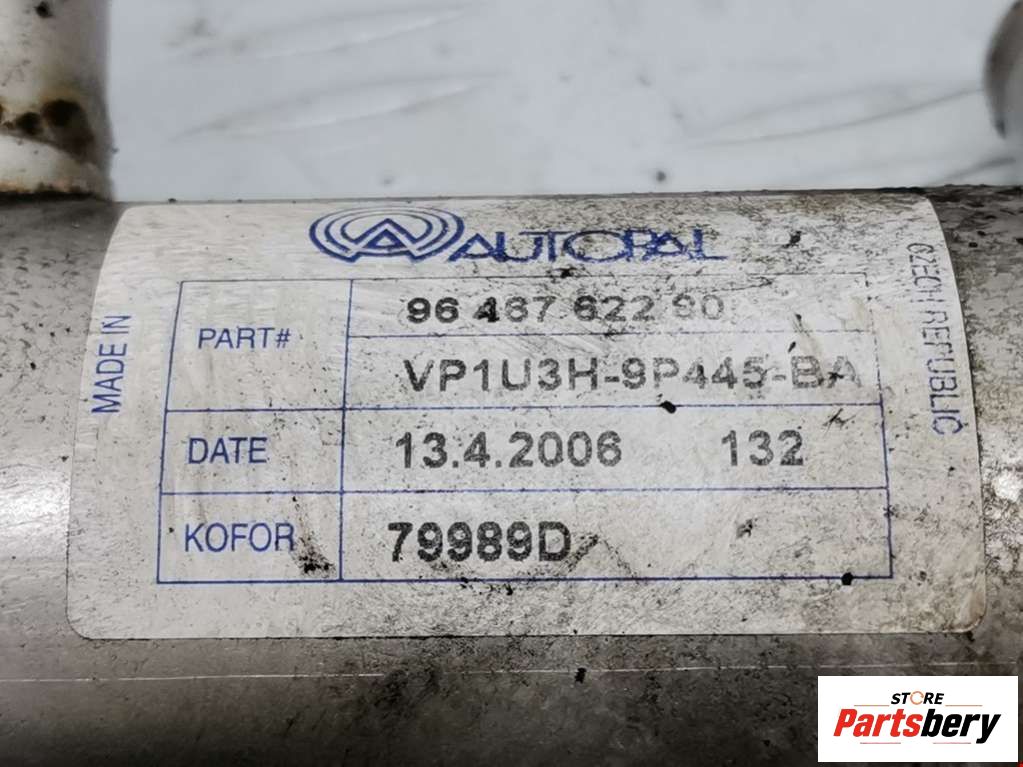 AUTOPAL
MADE IN
CZECH REPUBLIC
PART#
96 467 622 80
VP1U3H-9P445-BA
DATE
13.4.2006
132
KOFOR
79989D
STORE
Partsbery